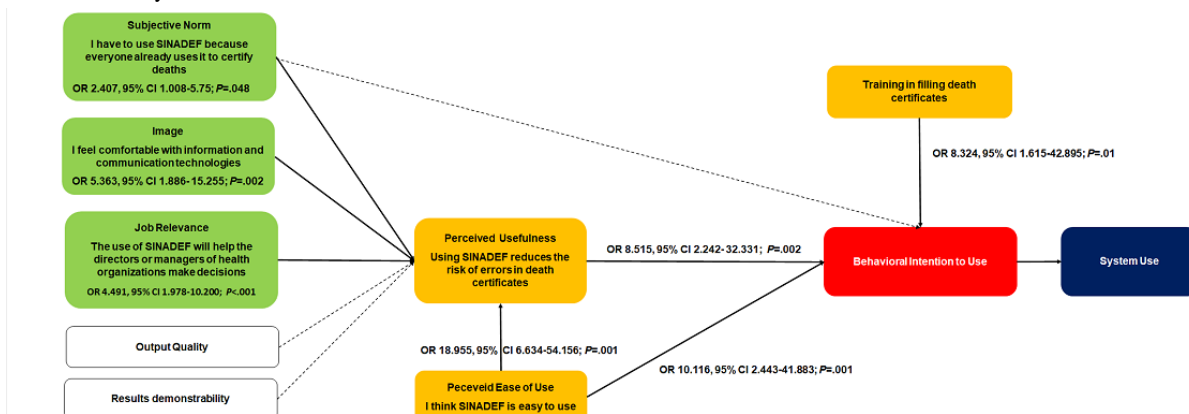 Subjective Norm
I have to use SINADEF because
everyone already uses it to certify
deaths
OR 2.407, 95% CI 1.008-5.75; P=.048
Image
I feel comfortable with information and
communication technologies
OR 5.363, 95% CI 1.886- 15.255; P=.002
Job Relevance
The use of SINADEF will help the
directors or managers of health
organizations make decisions
OR 4.491, 95% CI 1.978-10.200; P<.001
Output Quality
Results demonstrability
Perceived Usefulness
Using SINADEF reduces the
risk of errors in death
certificates
OR 18.955, 95% CI 6.634-54.156; P=.001
Peceveid Ease of Use
I think SINADEF is easy to use
OR 8.515, 95% CI 2.242-32.331; P=.002
OR 10.116, 95% CI 2.443-41.883; P=.001
Training in filling death
certificates
OR 8.324, 95% CI 1.615-42.895; P=.01
Behavioral Intention to Use
System Use